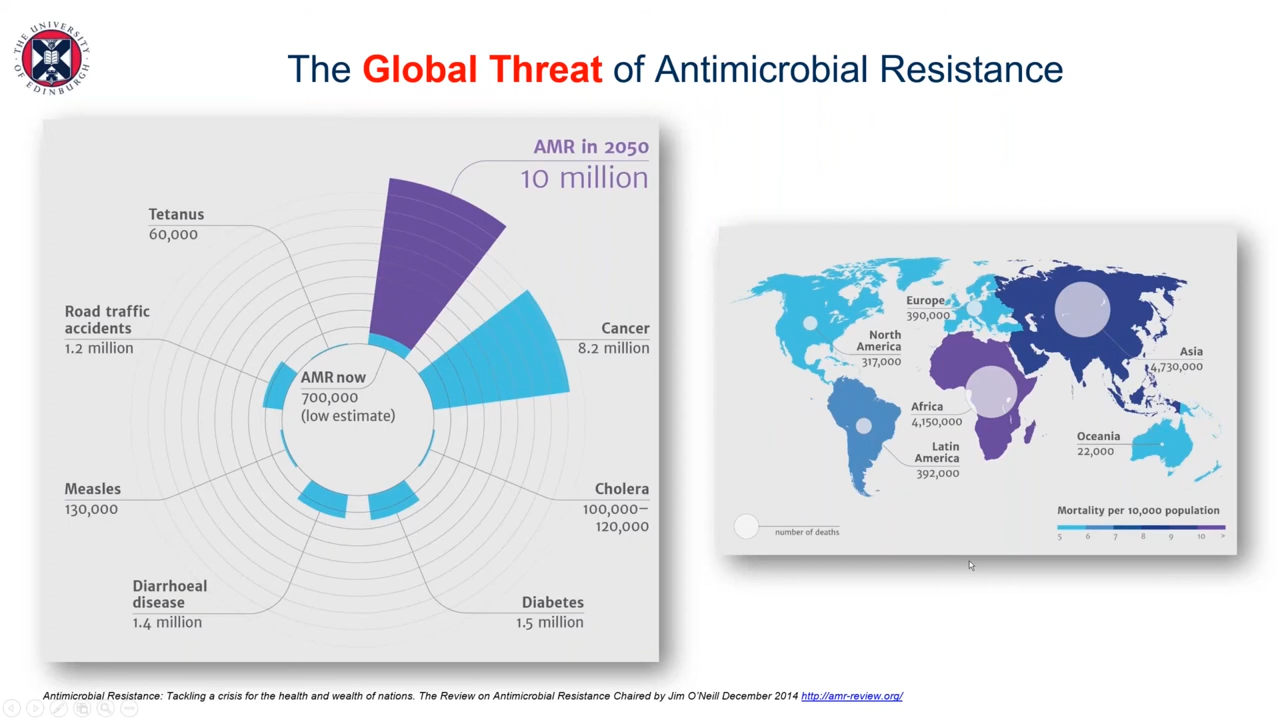 THE UNIVERSITY
OF EDINBURGH
The Global Threat of Antimicrobial Resistance
AMR in 2050
10 million
Tetanus
60,000
Road traffic
accidents
1.2 million
Cancer
8.2 million
AMR now
700,000
(low estimate)
Measles
130,000
Cholera
100,000–
120,000
Diarrhoeal
disease
1.4 million
Diabetes
1.5 million
Europe
390,000
North
America
317,000
Asia
4,730,000
Africa
4,150,000
Oceania
22,000
Latin
America
392,000
Mortality per 10,000 population
5 6 7 8 9 10 >
number of deaths
Antimicrobial Resistance: Tackling a crisis for the health and wealth of nations. The Review on Antimicrobial Resistance Chaired by Jim O'Neill December 2014 http://amr-review.org/